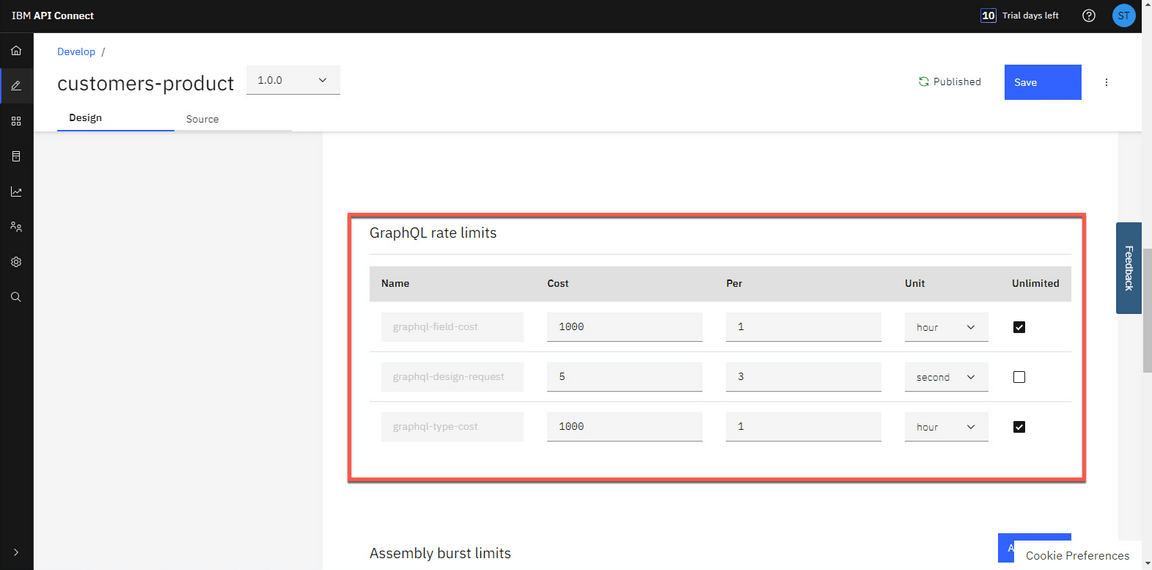 IBM API Connect
10 Trial days left
ST
Develop /
customers-product
1.0.0
Published
Save
Design
Source
GraphQL rate limits
Name Cost Per Unit Unlimited
graphql-field-cost 1000 1 hour
graphql-design-request 5 3 second
graphql-type-cost 1000 1 hour
Feedback
Assembly burst limits
Cookie Preferences